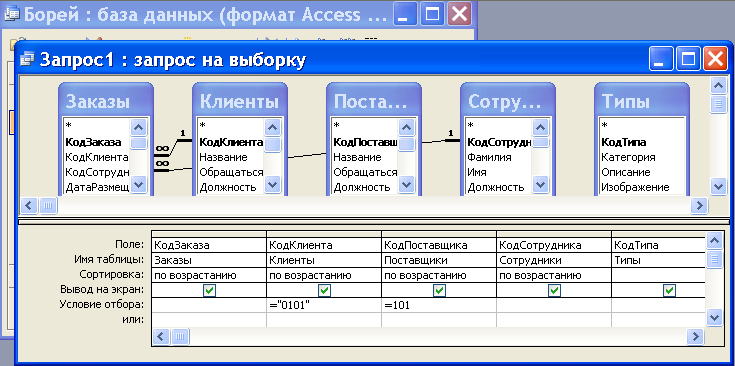 Борей : база данных (формат Access ...
Запрос1 : запрос на выборку
Заказы Клиенты Поста... Сотру... Типы
* * * * *
КодЗаказа 1 КодКлиента КодПоставщ 1 КодСотрудн КодТипа
КодКлиента ∞ Название Название Фамилия Категория
КодСотрудн ∞ Обращаться Обращаться Имя Описание
ДатаРазмещ Должность Должность Должность Изображение
Поле: КодЗаказа КодКлиента КодПоставщика КодСотрудника КодТипа
Имя таблицы: Заказы Клиенты Поставщики Сотрудники Типы
Сортировка: по возрастанию по возрастанию по возрастанию по возрастанию
Вывод на экран:
Условие отбора: ="0101" =101
или: